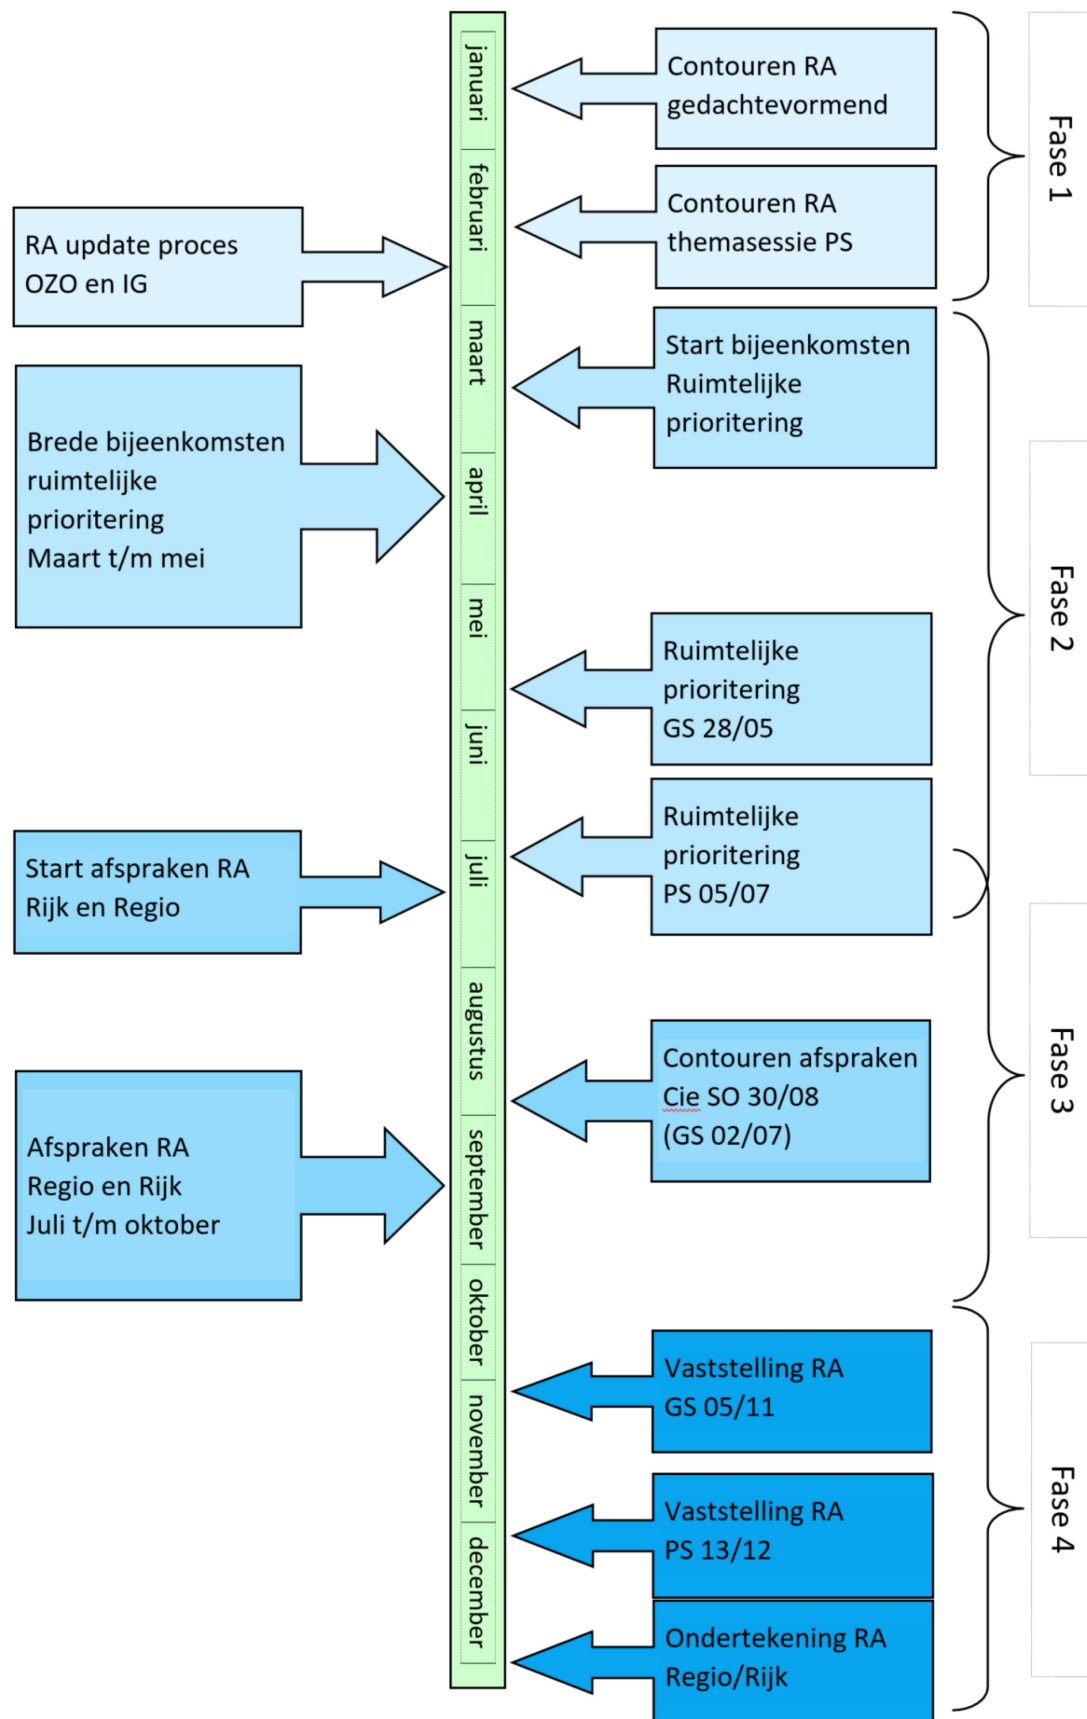 januari
februari
maart
april
mei
juni
juli
augustus
september
oktober
november
december
RA update proces
OZO en IG
Brede bijeenkomsten
ruimtelijke
prioritering
Maart t/m mei
Start afspraken RA
Rijk en Regio
Afspraken RA
Regio en Rijk
Juli t/m oktober
Contouren RA
gedachtevormend
Contouren RA
themasessie PS
Start bijeenkomsten
Ruimtelijke
prioritering
Ruimtelijke
prioritering
GS 28/05
Ruimtelijke
prioritering
PS 05/07
Contouren afspraken
Cie SO 30/08
(GS 02/07)
Vaststelling RA
GS 05/11
Vaststelling RA
PS 13/12
Ondertekening RA
Regio/Rijk
Fase 1
Fase 2
Fase 3
Fase 4